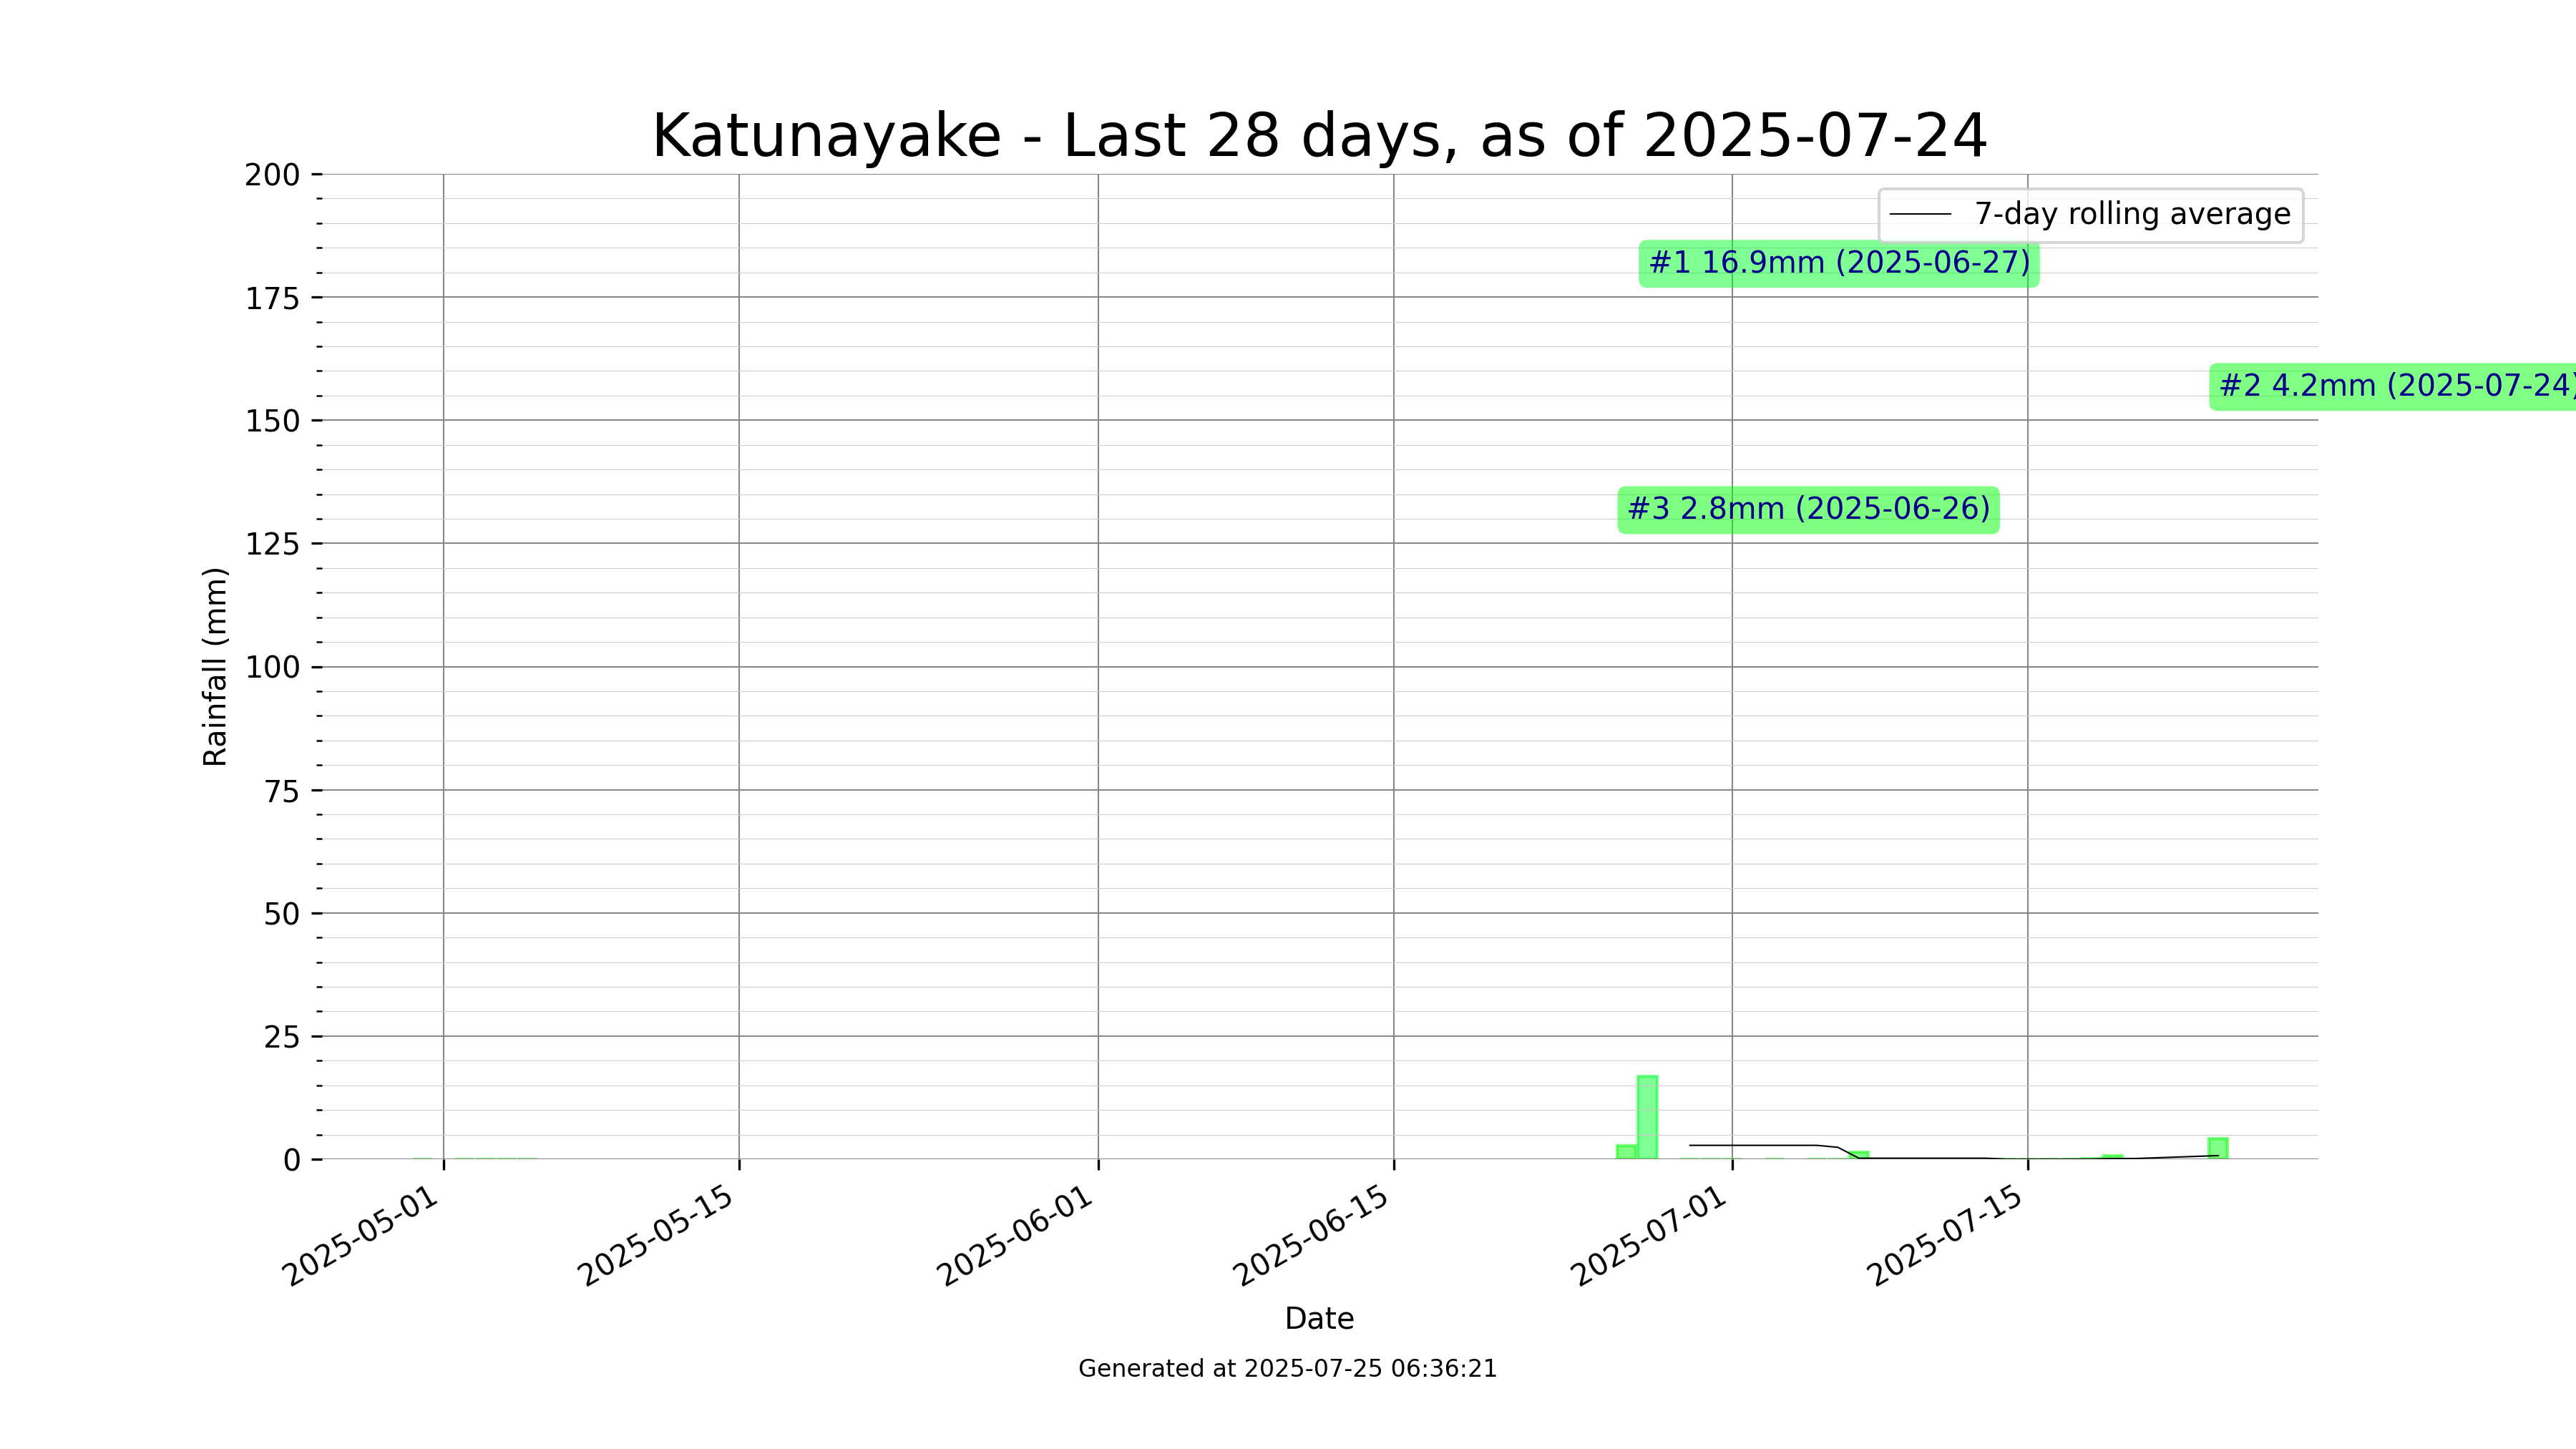 Katunayake - Last 28 days, as of 2025-07-24
200
175
150
125
100
75
50
25
0
Rainfall (mm)
7-day rolling average
#1 16.9mm (2025-06-27)
#2 4.2mm (2025-07-24)
#3 2.8mm (2025-06-26)
2025-05-01
2025-05-15
2025-06-01
2025-06-15
2025-07-01
2025-07-15
Date
Generated at 2025-07-25 06:36:21